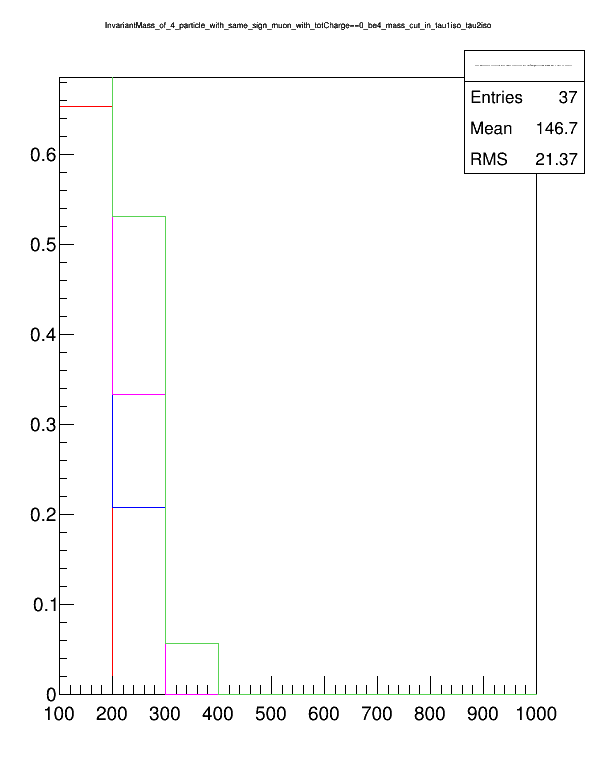 InvariantMass_of_4_particle_with_same_sign_muon_with_totCharge==0_be4_mass_cut_in_tau1iso_tau2iso
Entries 37
Mean 146.7
RMS 21.37
0.6
0.5
0.4
0.3
0.2
0.1
0
100 200 300 400 500 600 700 800 900 1000